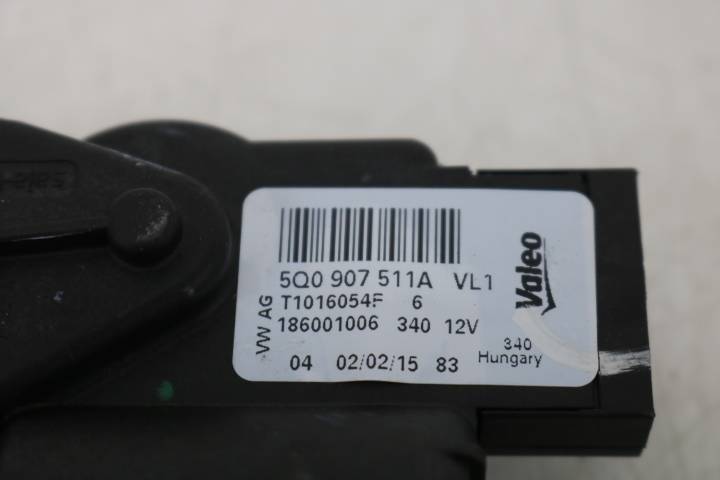 5Q0 907 511A VL1
T1016054F 6
186001006 340 12V
04 02/02/15 83
VW AG
Valeo
340
Hungary